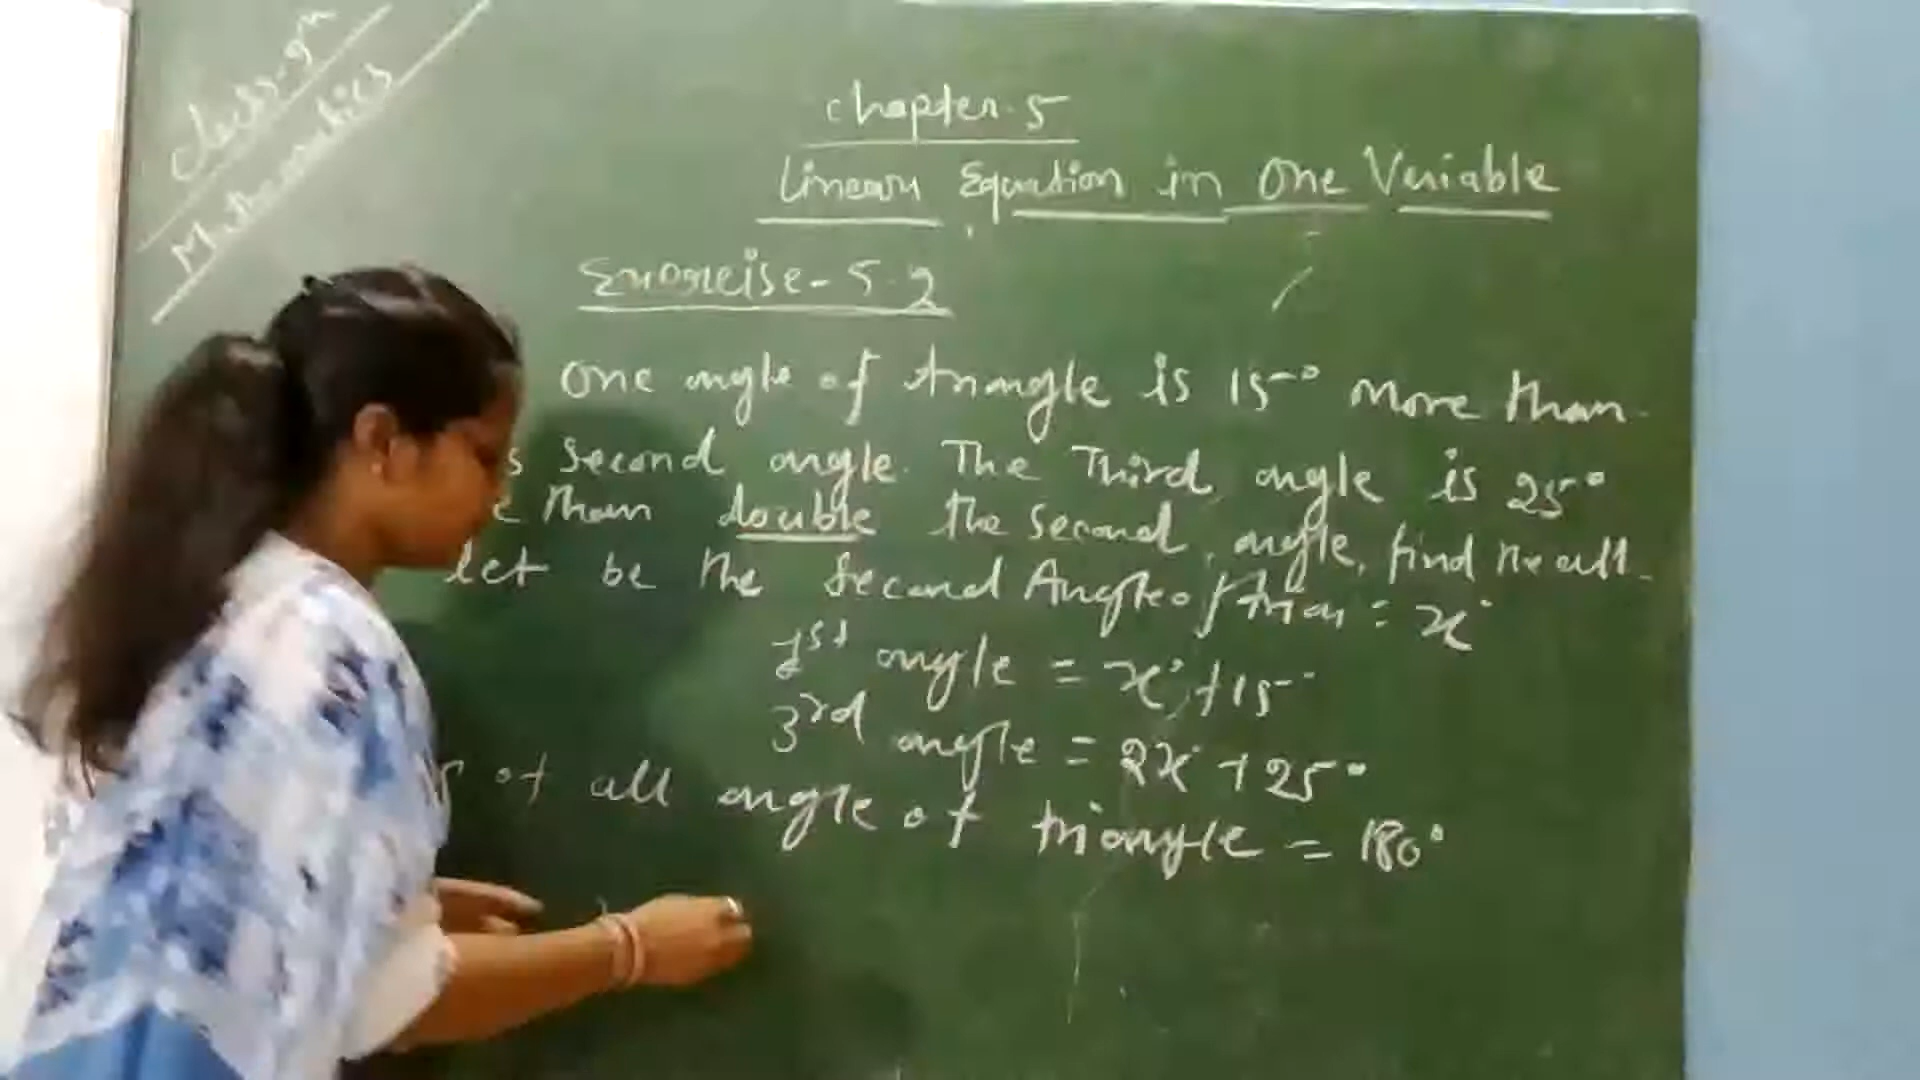 class-9th
Mathematics
chapter-5
Linear Equation in One Variable
Exercise-5.2
One angle of triangle is 15° more than
second angle. The Third angle is 25°
than double the second angle, find the all
let be the Second Angle of trian = x°
1st angle = x°+15°
3rd angle = 2x+25°
of all angle of triangle = 180°